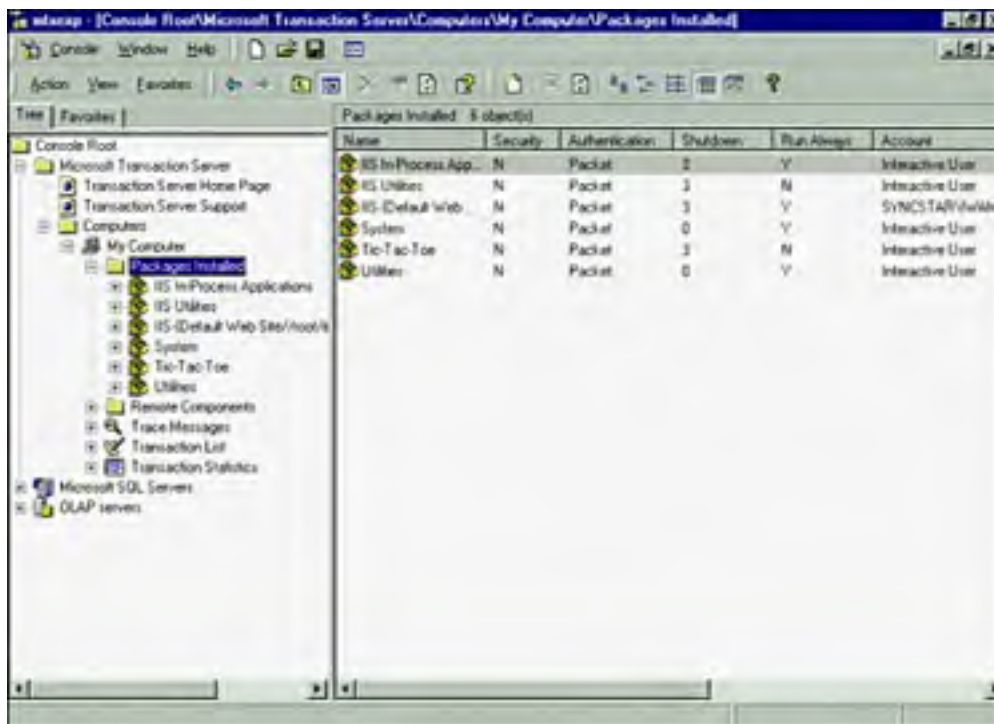 mtxexp - [Console Root\Microsoft Transaction Server\Computers\My Computer\Packages Installed]
Console Window Help
Action View Favorites
Tree Favorites
Packages Installed 6 object(s)
Console Root
Microsoft Transaction Server
Transaction Server Home Page
Transaction Server Support
Computers
My Computer
Packages Installed
IIS In-Process Applications
IIS Utilities
IIS-{Default Web Site//root/
System
Tic-Tac-Toe
Utilities
Remote Components
Trace Messages
Transaction List
Transaction Statistics
Microsoft SQL Servers
OLAP servers
Name Security Authentication Shutdown Run Always Account
IIS In-Process App... N Packet Y Interactive User
IIS Utilities N Packet 3 N Interactive User
IIS-{Default Web ... N Packet 3 Y
System N Packet 0 Y Interactive User
Tic-Tac-Toe N Packet 3 N Interactive User
Utilities N Packet 0 Y Interactive User